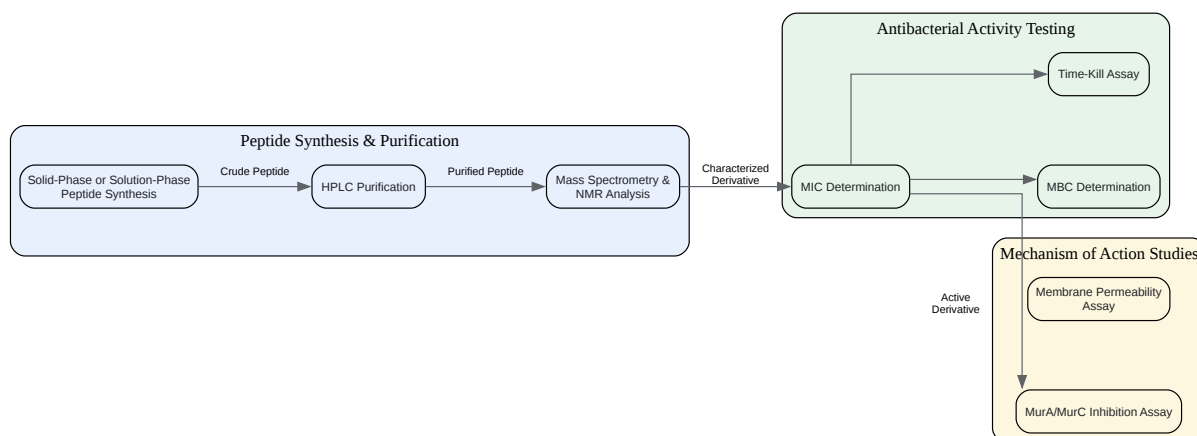 Antibacterial Activity Testing
Time-Kill Assay
Peptide Synthesis & Purification
Solid-Phase or Solution-Phase
Peptide Synthesis
Crude Peptide
HPLC Purification
Purified Peptide
Mass Spectrometry &
NMR Analysis
Characterized
Derivative
MIC Determination
MBC Determination
Mechanism of Action Studies
Membrane Permeability
Assay
Active
Derivative
MurA/MurC Inhibition Assay